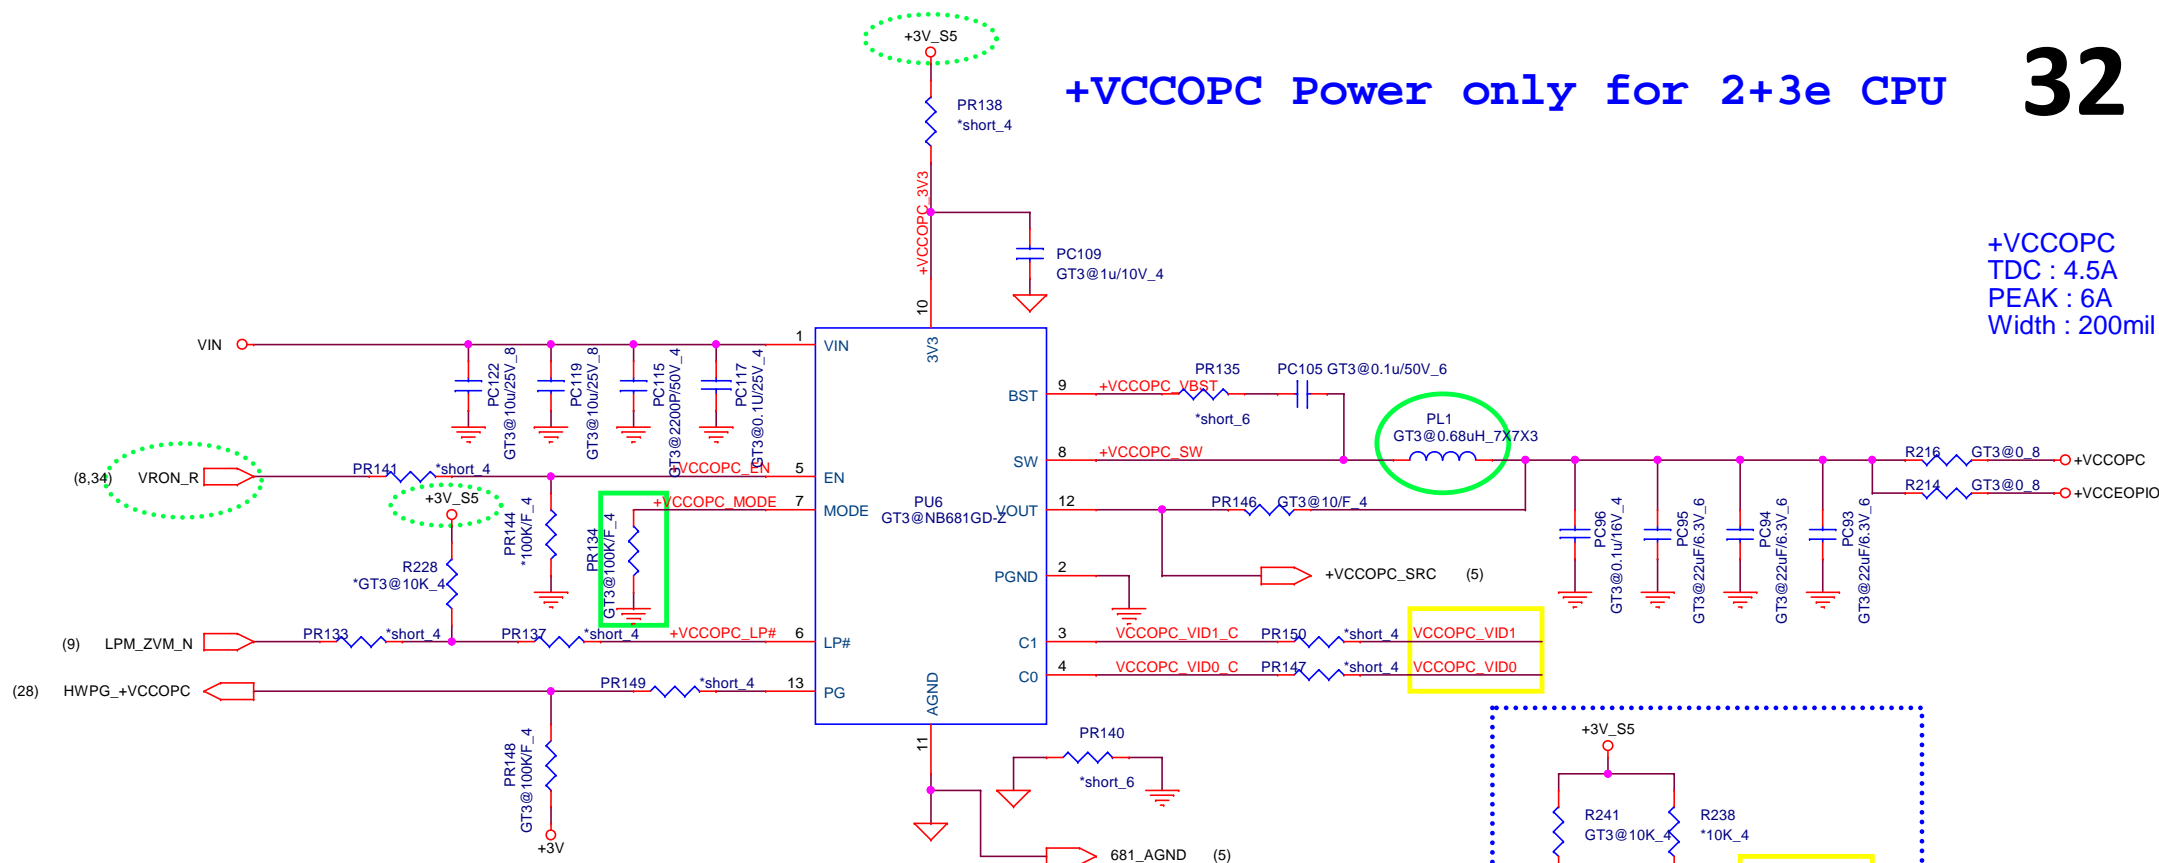 +3V_S5
+VCCOPC Power only for 2+3e CPU
32
PR138
*short_4
+VCCOPC_3V3
PC109
GT3@1u/10V_4
+VCCOPC
TDC : 4.5A
PEAK : 6A
Width : 200mil
10
VIN
1
VIN
3V3
PC122
GT3@10u/25V_8
PC119
GT3@10u/25V_8
PC115
GT3@2200P/50V_4
PC117
GT3@0.1U/25V_4
BST
9
+VCCOPC_VBST
PR135
*short_6
PC105 GT3@0.1u/50V_6
PL1
GT3@0.68uH_7X7X3
SW
8
+VCCOPC_SW
R216
GT3@0_8
+VCCOPC
R214
GT3@0_8
+VCCEOPIO
(8,34)
VRON_R
PR141
*short_4
+VCCOPC_EN
5
EN
+3V_S5
+VCCOPC_MODE
7
MODE
PU6
GT3@NB681GD-Z
VOUT
12
PR146
GT3@10/F_4
PR144
*100K/F_4
PR134
GT3@100K/F_4
PC96
GT3@0.1u/16V_4
PC95
GT3@22uF/6.3V_6
PC94
GT3@22uF/6.3V_6
PC93
GT3@22uF/6.3V_6
R228
*GT3@10K_4
PGND
2
+VCCOPC_SRC
(5)
(9)
LPM_ZVM_N
PR133
*short_4
PR137
*short_4
+VCCOPC_LP#
6
LP#
C1
3
VCCOPC_VID1_C
PR150
*short_4
VCCOPC_VID1
C0
4
VCCOPC_VID0_C
PR147
*short_4
VCCOPC_VID0
(28)
HWPG_+VCCOPC
PR149
*short_4
13
PG
AGND
11
PR148
GT3@100K/F_4
+3V
PR140
*short_6
681_AGND
(5)
+3V_S5
R241
GT3@10K_4
R238
*10K_4